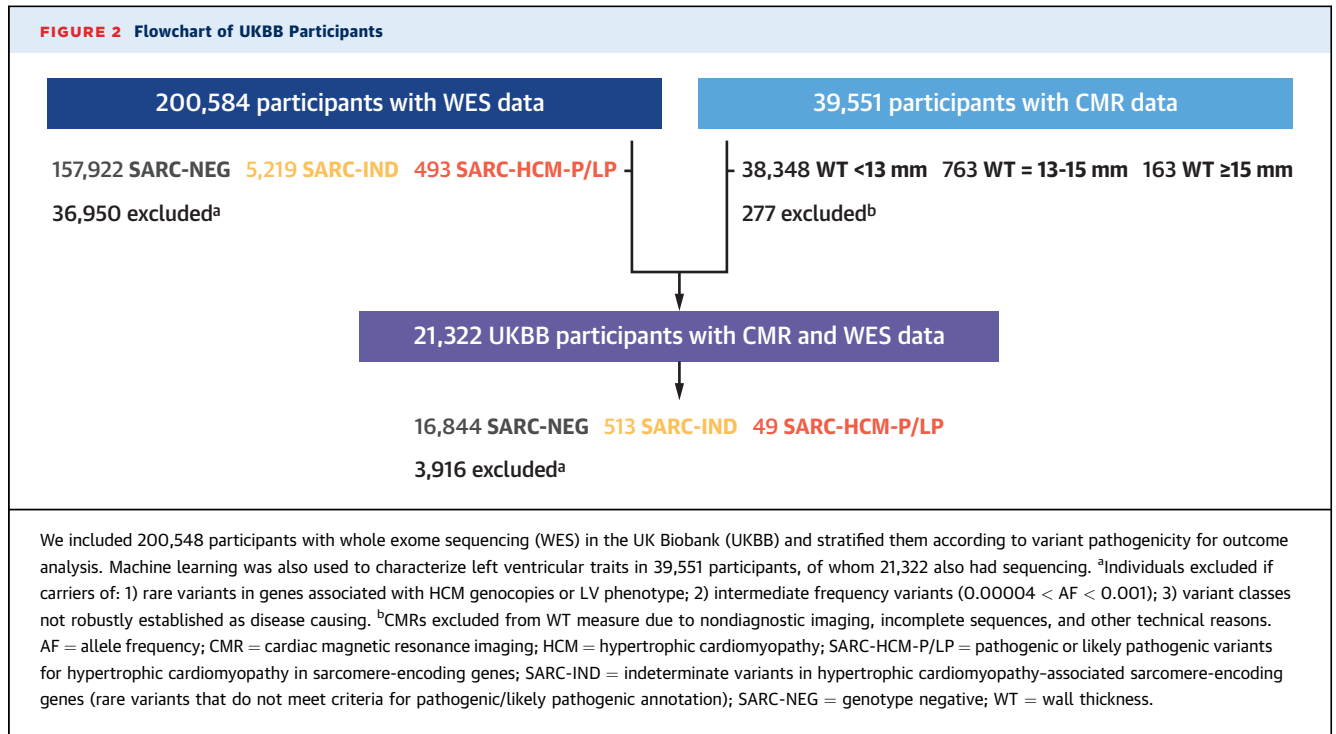 FIGURE 2 Flowchart of UKBB Participants
200,584 participants with WES data
39,551 participants with CMR data
157,922 SARC-NEG 5,219 SARC-IND 493 SARC-HCM-P/LP
38,348 WT <13 mm 763 WT = 13-15 mm 163 WT ≥15 mm
36,950 excludedᵃ
277 excludedᵇ
21,322 UKBB participants with CMR and WES data
16,844 SARC-NEG 513 SARC-IND 49 SARC-HCM-P/LP
3,916 excludedᵃ
We included 200,548 participants with whole exome sequencing (WES) in the UK Biobank (UKBB) and stratified them according to variant pathogenicity for outcome
analysis. Machine learning was also used to characterize left ventricular traits in 39,551 participants, of whom 21,322 also had sequencing. ᵃIndividuals excluded if
carriers of: 1) rare variants in genes associated with HCM genocopies or LV phenotype; 2) intermediate frequency variants (0.00004 < AF < 0.001); 3) variant classes
not robustly established as disease causing. ᵇCMRs excluded from WT measure due to nondiagnostic imaging, incomplete sequences, and other technical reasons.
AF = allele frequency; CMR = cardiac magnetic resonance imaging; HCM = hypertrophic cardiomyopathy; SARC-HCM-P/LP = pathogenic or likely pathogenic variants
for hypertrophic cardiomyopathy in sarcomere-encoding genes; SARC-IND = indeterminate variants in hypertrophic cardiomyopathy–associated sarcomere-encoding
genes (rare variants that do not meet criteria for pathogenic/likely pathogenic annotation); SARC-NEG = genotype negative; WT = wall thickness.